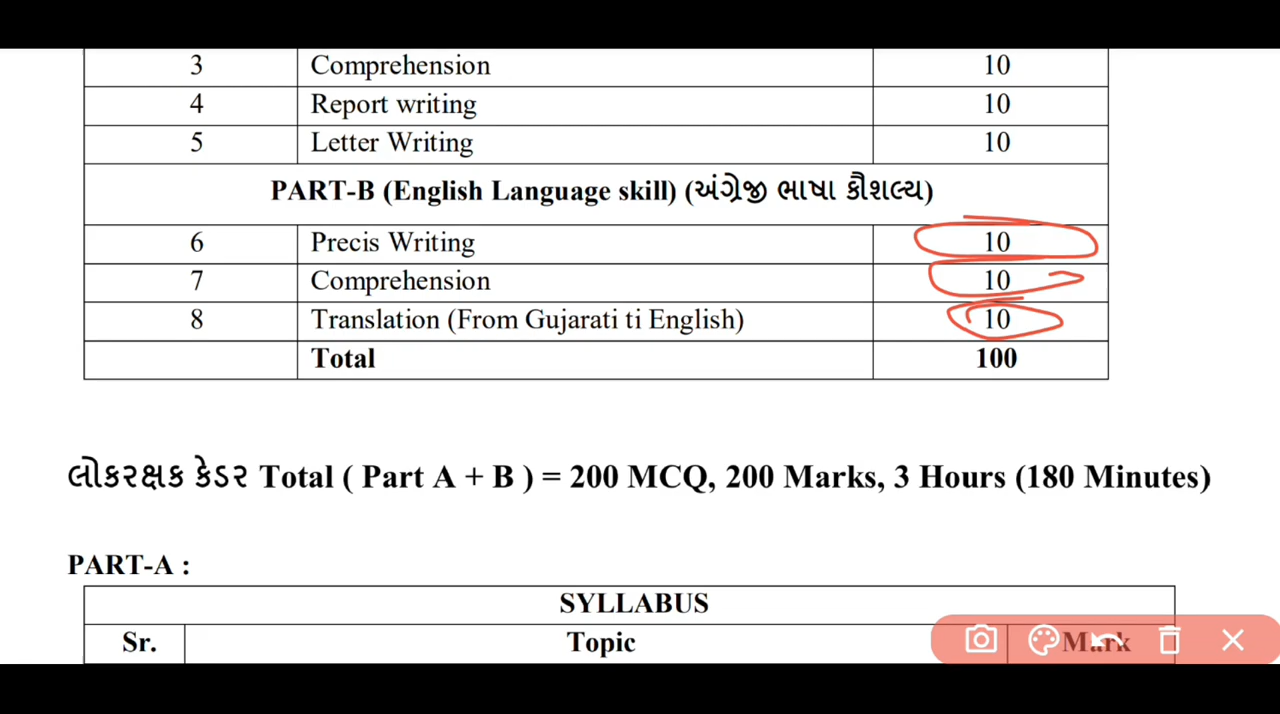 3 Comprehension 10
4 Report writing 10
5 Letter Writing 10
PART-B (English Language skill) (અંગ્રેજી ભાષા કૌશલ્ય)
6 Precis Writing 10
7 Comprehension 10
8 Translation (From Gujarati ti English) 10
Total 100
લોકરક્ષક કેડર Total ( Part A + B ) = 200 MCQ, 200 Marks, 3 Hours (180 Minutes)
PART-A :
SYLLABUS
Sr. Topic Mark